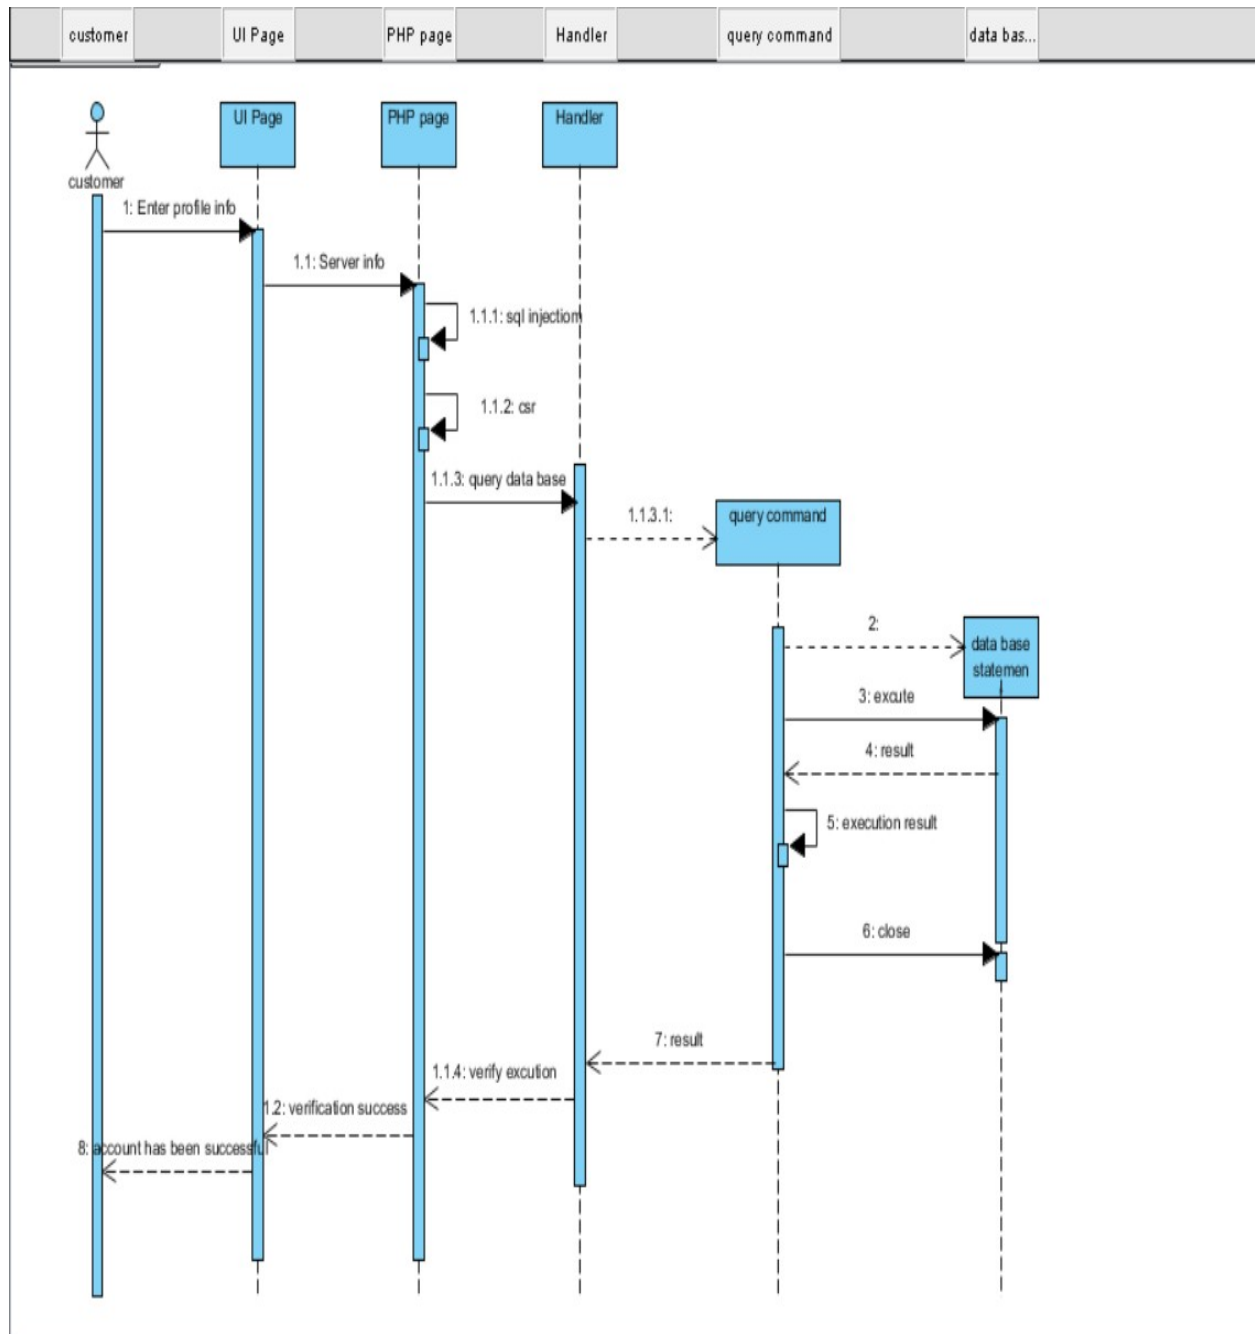 customer UI Page PHP page Handler query command data bas...
UI Page PHP page Handler
customer
1: Enter profile info
1.1: Server info
1.1.1: sql injection
1.1.2: csr
1.1.3: query data base
1.1.3.1:
query command
2:
data base
statemen
3: excute
4: result
5: execution result
6: close
7: result
1.1.4: verify excution
1.2: verification success
8: account has been successful